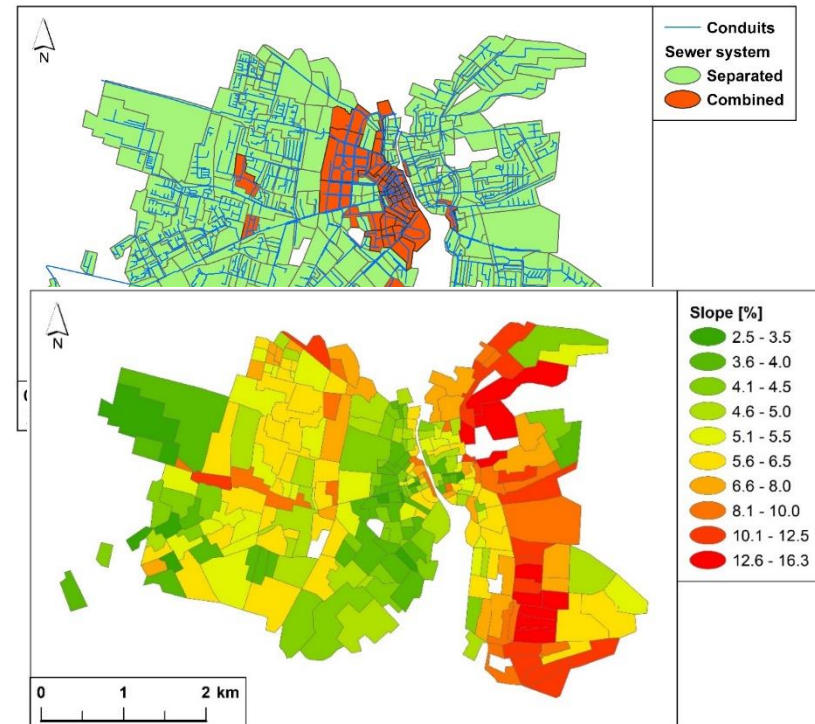 N
Conduits
Sewer system
Separated
Combined
N
Slope [%]
2.5 - 3.5
3.6 - 4.0
4.1 - 4.5
4.6 - 5.0
5.1 - 5.5
5.6 - 6.5
6.6 - 8.0
8.1 - 10.0
10.1 - 12.5
12.6 - 16.3
0 1 2 km